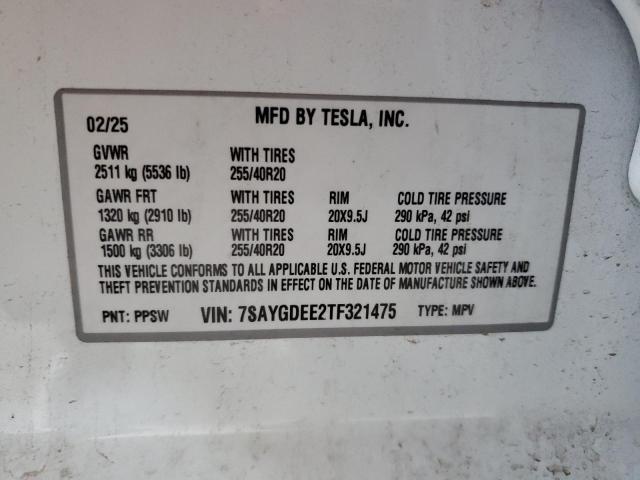 02/25 MFD BY TESLA, INC.
GVWR WITH TIRES
2511 kg (5536 lb) 255/40R20
GAWR FRT WITH TIRES RIM COLD TIRE PRESSURE
1320 kg (2910 lb) 255/40R20 20X9.5J 290 kPa, 42 psi
GAWR RR WITH TIRES RIM COLD TIRE PRESSURE
1500 kg (3306 lb) 255/40R20 20X9.5J 290 kPa, 42 psi
THIS VEHICLE CONFORMS TO ALL APPLICABLE U.S. FEDERAL MOTOR VEHICLE SAFETY AND
THEFT PREVENTION STANDARDS IN EFFECT ON THE DATE OF MANUFACTURE SHOWN ABOVE.
PNT: PPSW VIN: 7SAYGDEE2TF321475 TYPE: MPV